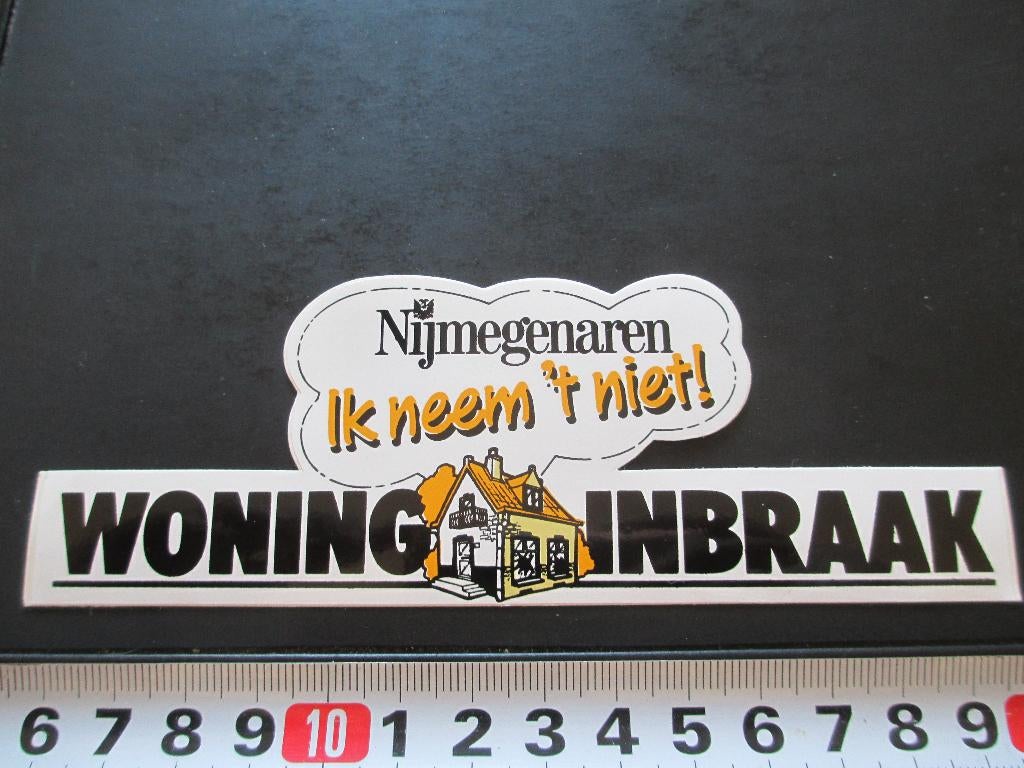 Nijmegenaren
Ik neem 't niet!
WONING INBRAAK
6 7 8 9 10 1 2 3 4 5 6 7 8 9